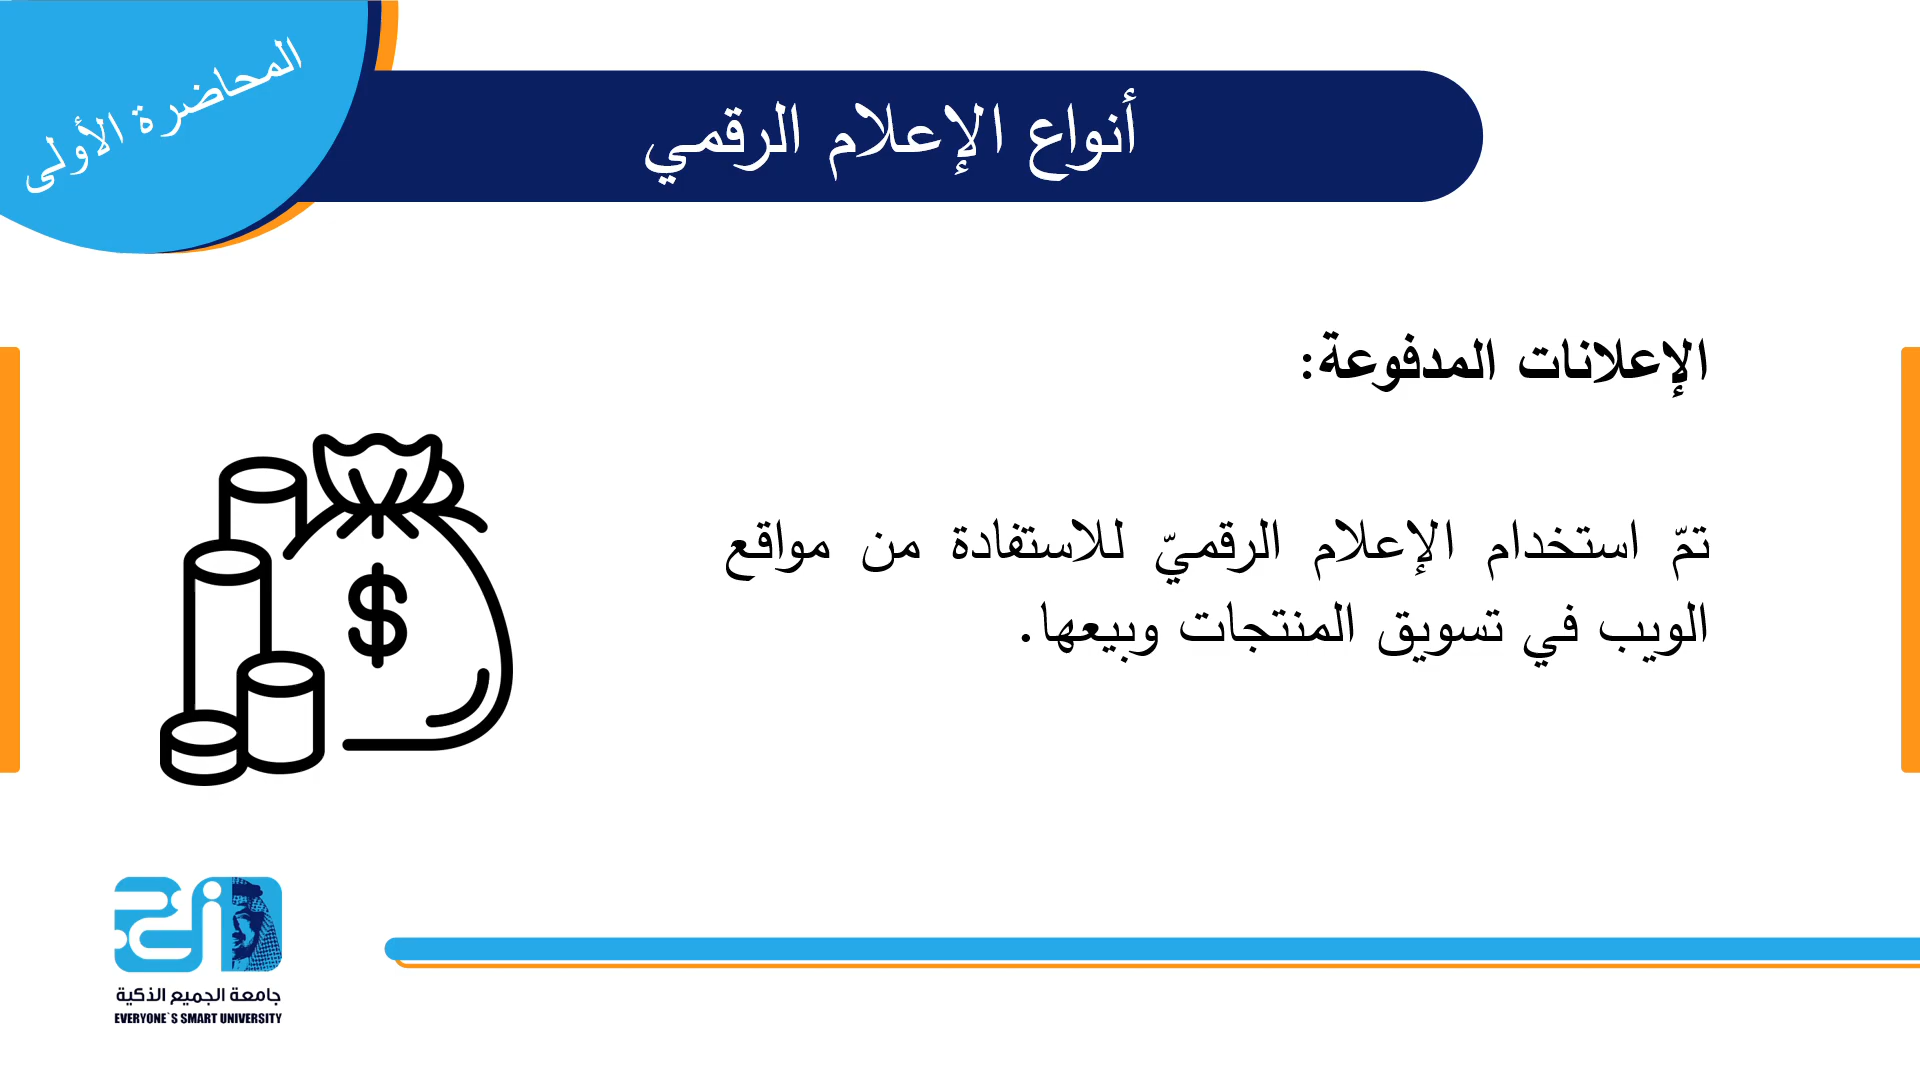 المحاضرة الأولى
أنواع الإعلام الرقمي
الإعلانات المدفوعة:
تمّ استخدام الإعلام الرقميّ للاستفادة من مواقع
الويب في تسويق المنتجات وبيعها.
$
جامعة الجميع الذكية
EVERYONE`S SMART UNIVERSITY